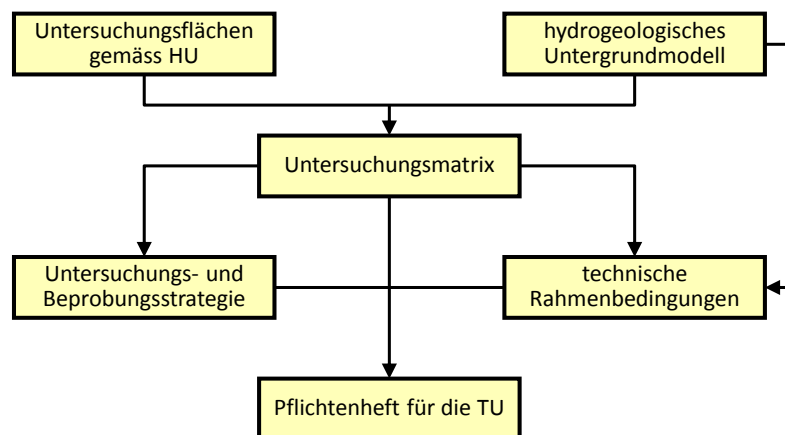 Untersuchungsflächen
gemäss HU
hydrogeologisches
Untergrundmodell
Untersuchungsmatrix
Untersuchungs- und
Beprobungsstrategie
technische
Rahmenbedingungen
Pflichtenheft für die TU